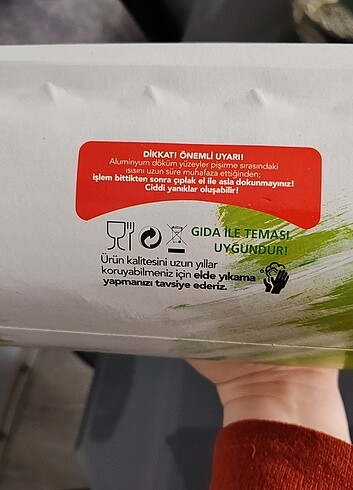 DİKKAT! ÖNEMLİ UYARI!
Alüminyum döküm yüzeyler pişirme sırasındaki
ısısını uzun süre muhafaza ettiğinden;
işlem bittikten sonra çıplak el ile asla dokunmayınız!
Ciddi yanıklar oluşabilir!
GIDA İLE TEMASI
UYGUNDUR!
Ürün kalitesini uzun yıllar
koruyabilmeniz için elde yıkama
yapmanızı tavsiye ederiz.